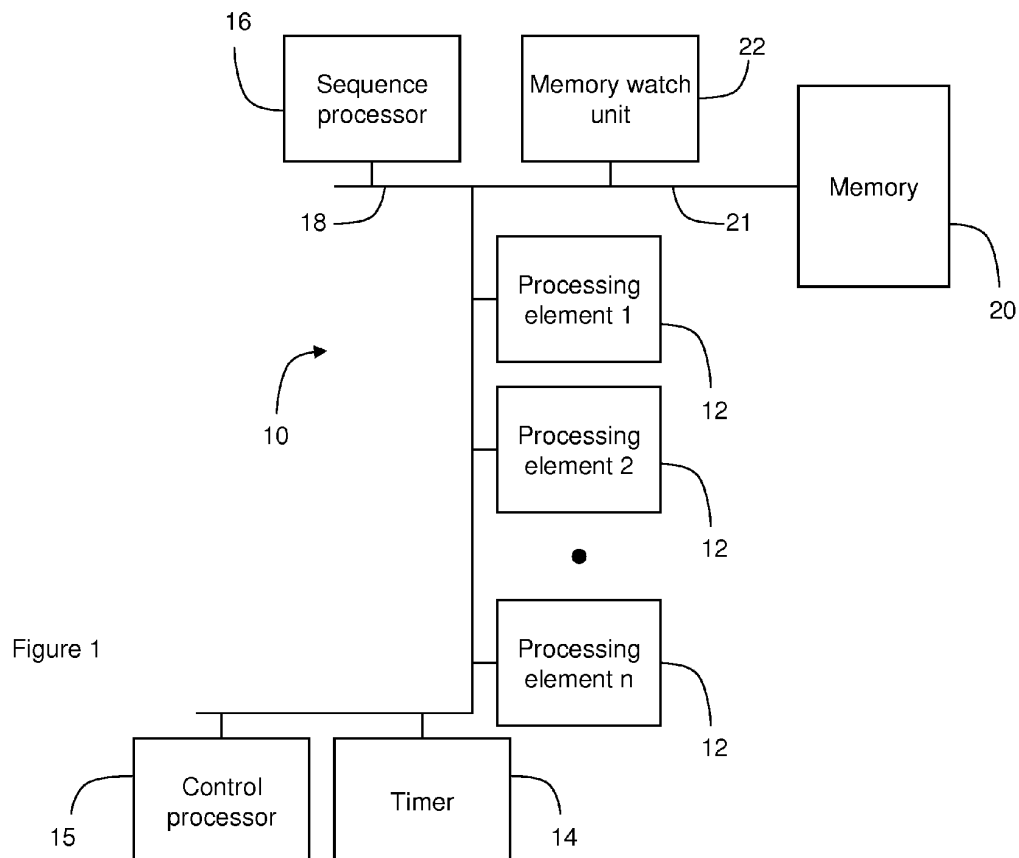 16
Sequence
processor
Memory watch
unit
22
Memory
18
21
20
Processing
element 1
12
10
Processing
element 2
12
Processing
element n
12
Figure 1
Control
processor
Timer
15
14